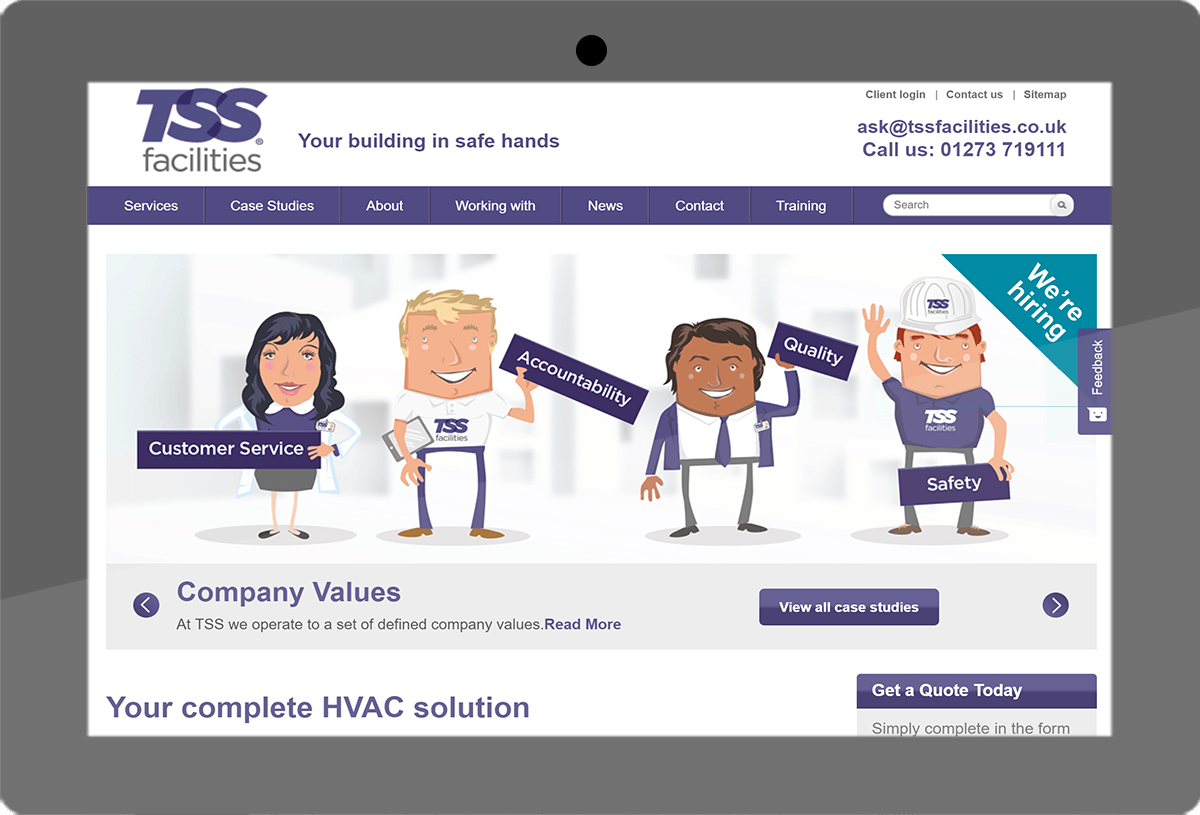 TSS®
facilities
Your building in safe hands
Client login | Contact us | Sitemap
ask@tssfacilities.co.uk
Call us: 01273 719111
Services Case Studies About Working with News Contact Training Search
We're
hiring
Feedback
Customer Service
Accountability
Quality
Safety
TSS
TSS
facilities
TSS
TSS
facilities
TSS
facilities
Company Values
At TSS we operate to a set of defined company values.Read More
View all case studies
Your complete HVAC solution
Get a Quote Today
Simply complete in the form